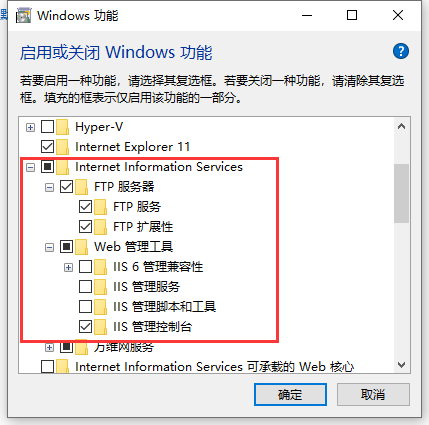 Windows 功能
启用或关闭 Windows 功能
若要启用一种功能，请选择其复选框。若要关闭一种功能，请清除其复选
框。填充的框表示仅启用该功能的一部分。
Hyper-V
Internet Explorer 11
Internet Information Services
FTP 服务器
FTP 服务
FTP 扩展性
Web 管理工具
IIS 6 管理兼容性
IIS 管理服务
IIS 管理脚本和工具
IIS 管理控制台
万维网服务
Internet Information Services 可承载的 Web 核心
确定
取消